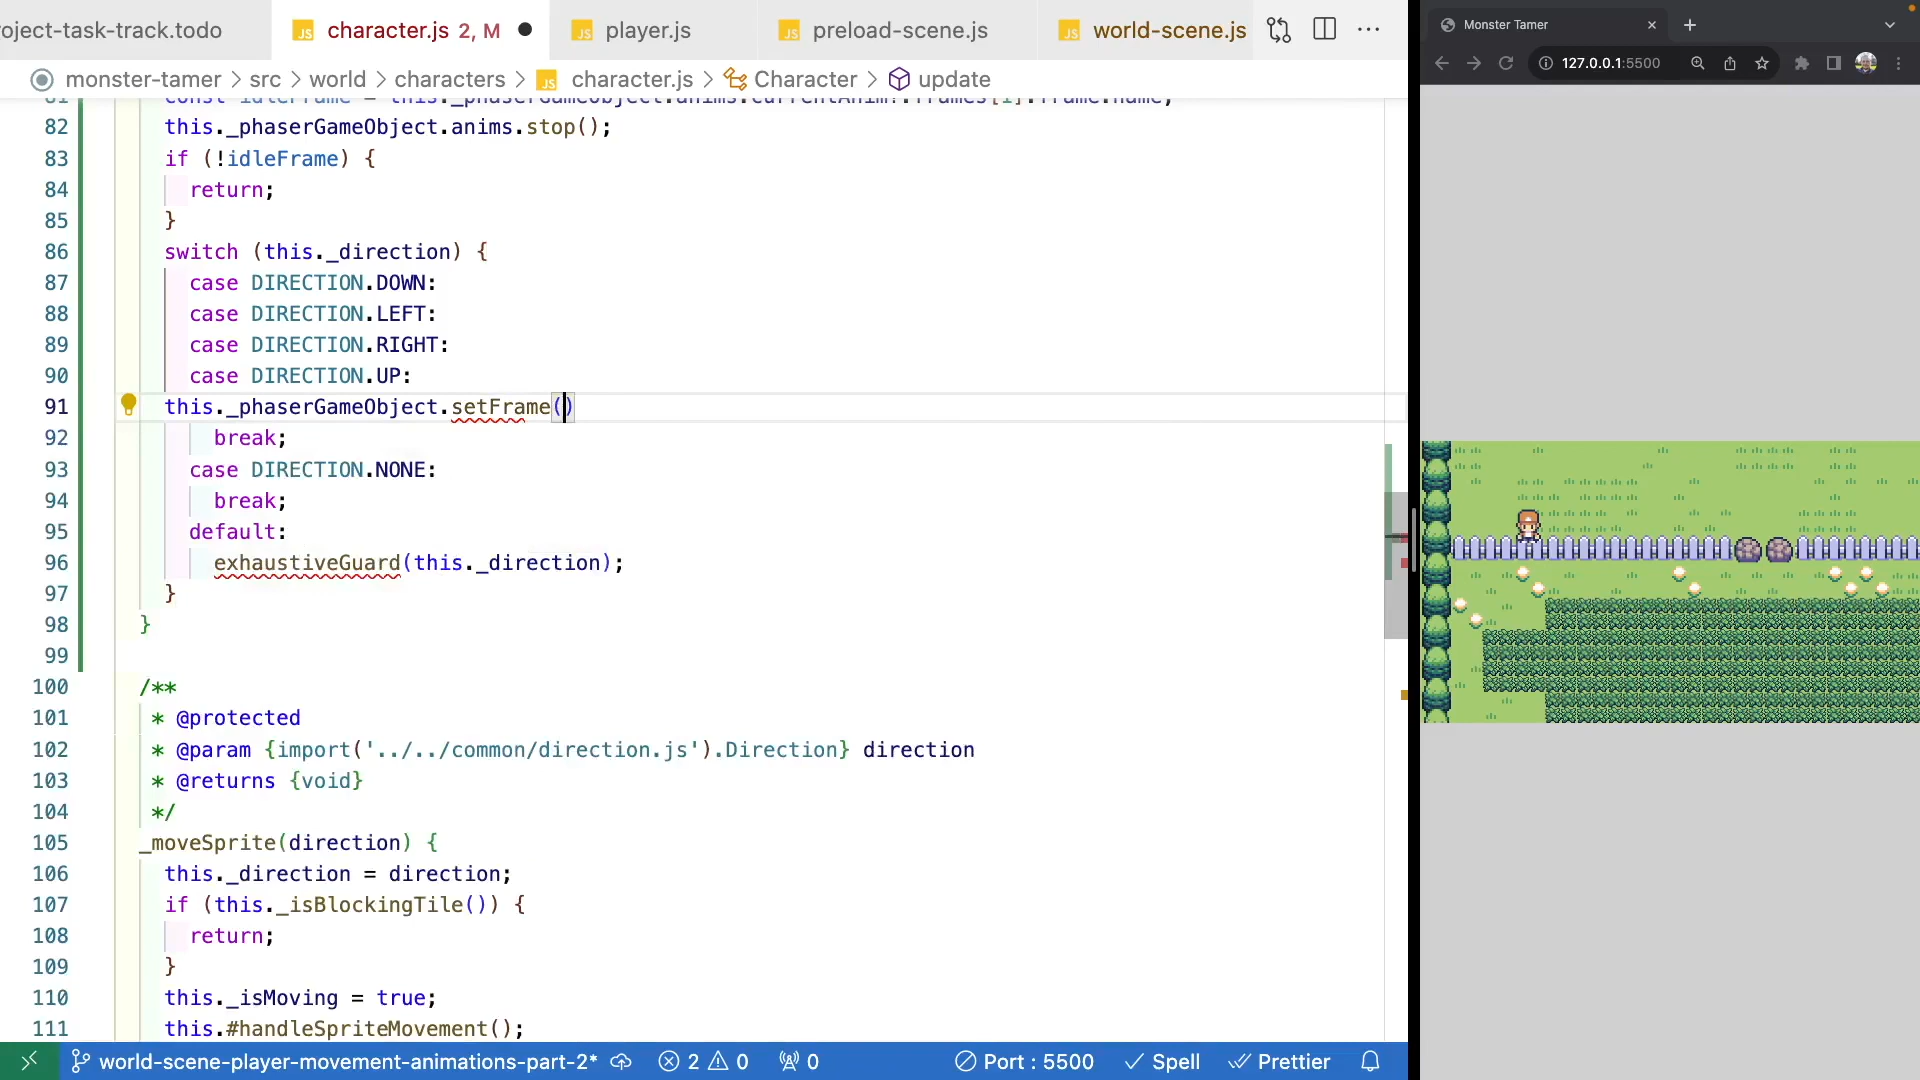 oject-task-track.todo
JS character.js 2, M
JS player.js
JS preload-scene.js
JS world-scene.js
monster-tamer > src > world > characters > JS character.js > Character > update
82 this._phaserGameObject.anims.stop();
83 if (!idleFrame) {
84 return;
85 }
86 switch (this._direction) {
87 case DIRECTION.DOWN:
88 case DIRECTION.LEFT:
89 case DIRECTION.RIGHT:
90 case DIRECTION.UP:
91 this._phaserGameObject.setFrame()
92 break;
93 case DIRECTION.NONE:
94 break;
95 default:
96 exhaustiveGuard(this._direction);
97 }
98 }
99
100 /**
101 * @protected
102 * @param {import('../../common/direction.js').Direction} direction
103 * @returns {void}
104 */
105 _moveSprite(direction) {
106 this._direction = direction;
107 if (this._isBlockingTile()) {
108 return;
109 }
110 this._isMoving = true;
111 this.#handleSpriteMovement();
world-scene-player-movement-animations-part-2* 2 0 0 Port : 5500 Spell Prettier
Monster Tamer
127.0.0.1:5500